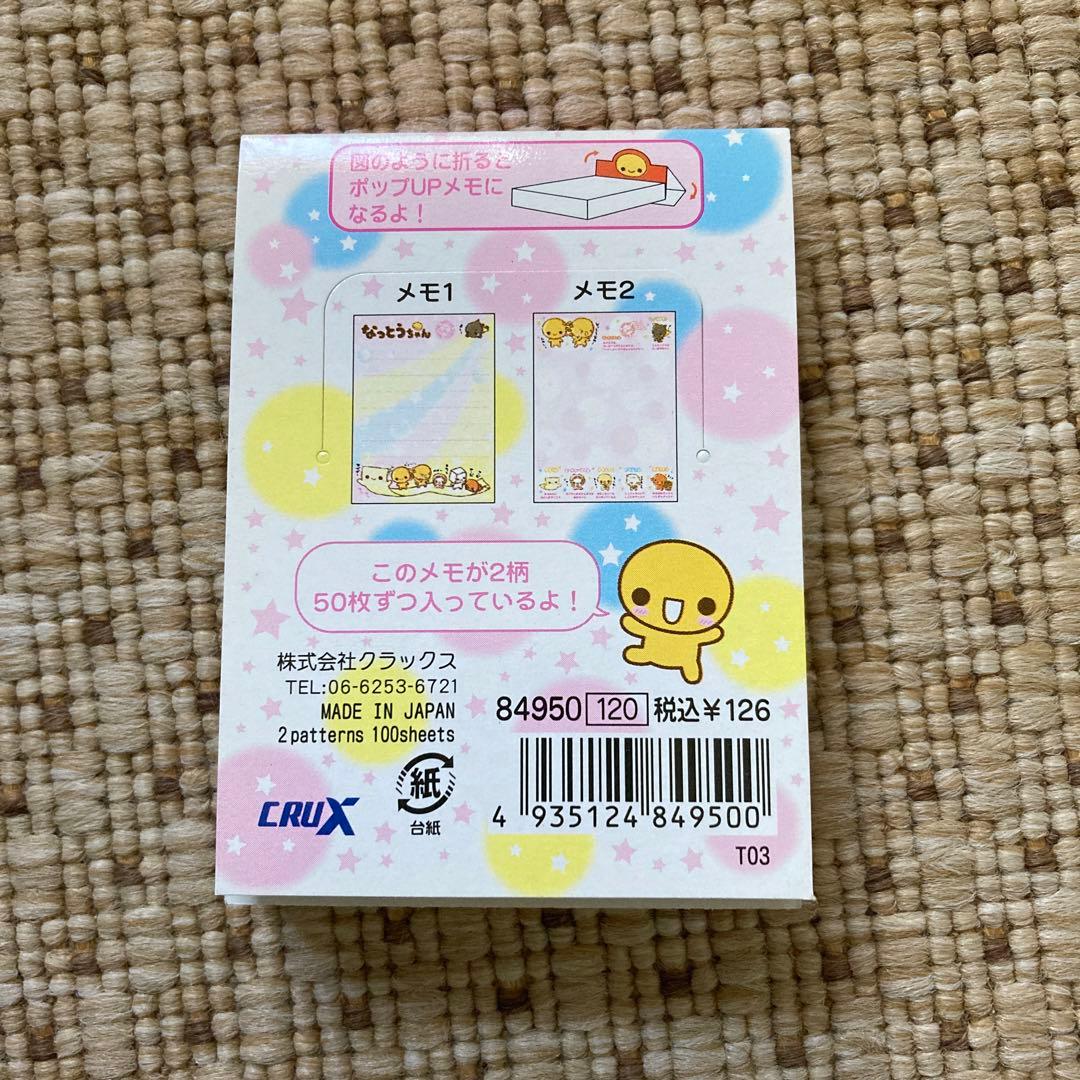 図のように折ると
ポップUPメモに
なるよ！
メモ1
メモ2
なっとうちゃん
このメモが2柄
50枚ずつ入っているよ！
株式会社クラックス
TEL:06-6253-6721
MADE IN JAPAN
2patterns 100sheets
84950 120 税込¥126
紙
台紙
CRUX
4 935124 849500
T03